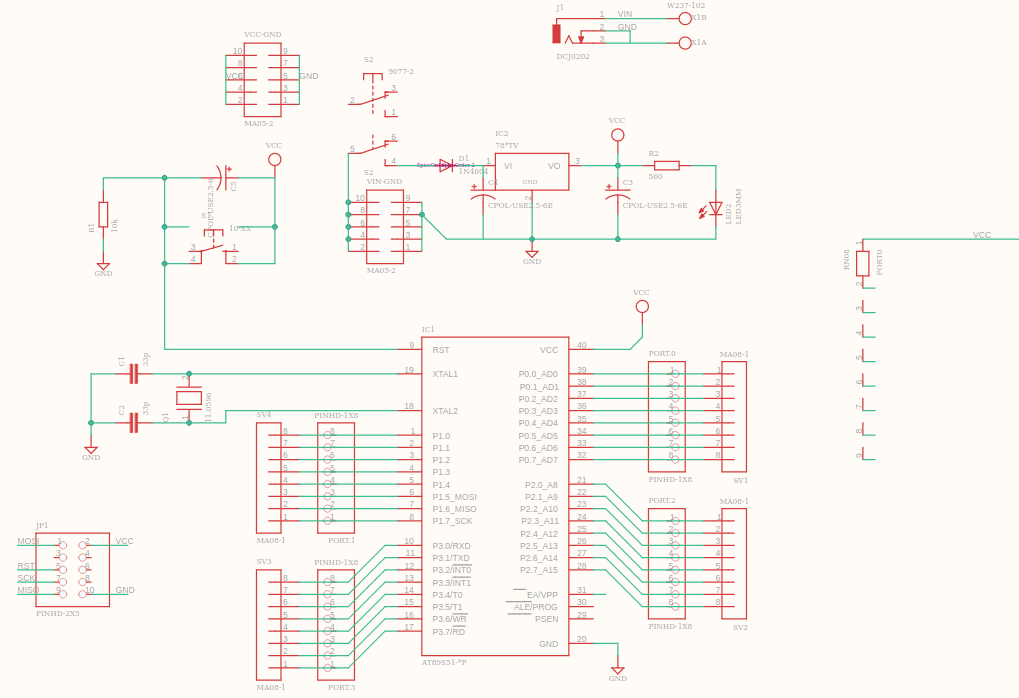 W237-102
J1
1 VIN X1B
2 GND
3 X1A
DCJ0202
VCC-GND
10 9
8 7
VCC 6 5 GND
4 3
2 1
MA05-2
S2
9077-2
3
2
1
6
5
4
S2
VIN-GND
10 9
8 7
6 5
4 3
2 1
MA05-2
D1
1N4004
IC2
78*TV
1 VI VO 3
GND
2
C4
CPOL-USE2,5-6E
VCC
C3
CPOL-USE2,5-6E
R2
560
LED2
LED3MM
GND
VCC
C5
R1
10k
3 1
4 2
GND
VCC
RN08
PORT0
1
2
3
4
5
6
7
8
9
VCC
IC1
9 RST VCC 40
19 XTAL1 P0.0_AD0 39
P0.1_AD1 38
P0.2_AD2 37
18 XTAL2 P0.3_AD3 36
P0.4_AD4 35
1 P1.0 P0.5_AD5 34
2 P1.1 P0.6_AD6 33
3 P1.2 P0.7_AD7 32
4 P1.3
5 P1.4 P2.0_A8 21
6 P1.5_MOSI P2.1_A9 22
7 P1.6_MISO P2.2_A10 23
8 P1.7_SCK P2.3_A11 24
P2.4_A12 25
10 P3.0/RXD P2.5_A13 26
11 P3.1/TXD P2.6_A14 27
12 P3.2/INT0 P2.7_A15 28
13 P3.3/INT1
14 P3.4/T0 EA/VPP 31
15 P3.5/T1 ALE/PROG 30
16 P3.6/WR PSEN 29
17 P3.7/RD
GND 20
AT89S51-*P
GND
C1
33p
C2
33p
Q1
11.0596
2
1
GND
SV4 PINHD-1X8
8 8
7 7
6 6
5 5
4 4
3 3
2 2
1 1
MA08-1 PORT.1
SV3 PINHD-1X8
8 8
7 7
6 6
5 5
4 4
3 3
2 2
1 1
MA08-1 PORT.3
PORT.0 MA08-1
1 1
2 2
3 3
4 4
5 5
6 6
7 7
8 8
PINHD-1X8 SV1
PORT.2 MA08-1
1 1
2 2
3 3
4 4
5 5
6 6
7 7
8 8
PINHD-1X8 SV2
JP1
MOSI 1 2 VCC
3 4
RST 5 6
SCK 7 8
MISO 9 10 GND
PINHD-2X5